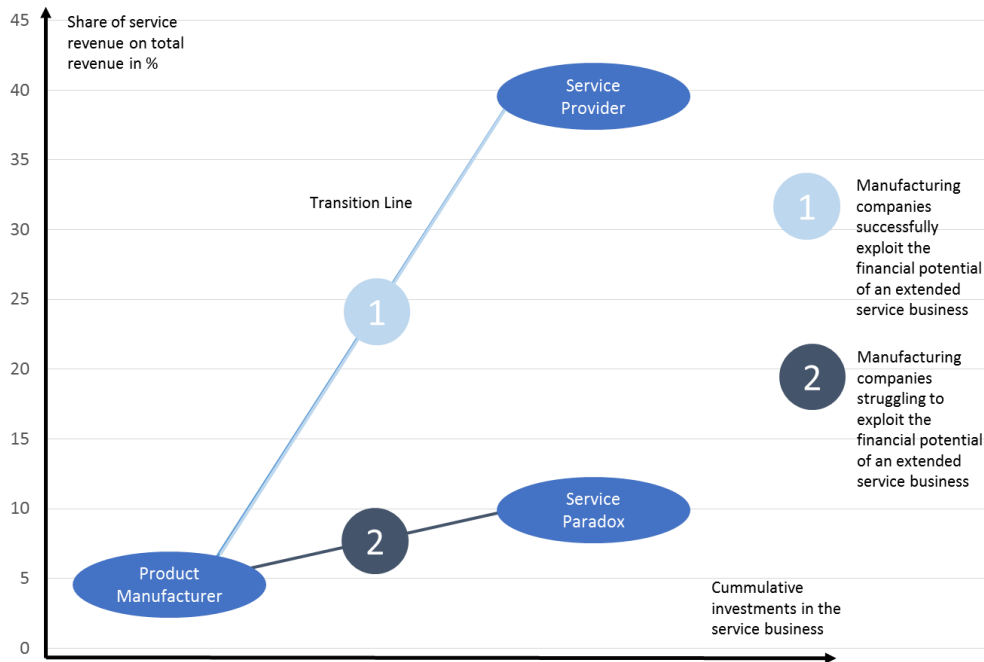 45
Share of service
revenue on total
revenue in %
40
35
30
25
20
15
10
5
0
Service
Provider
Transition Line
1
2
Service
Paradox
Product
Manufacturer
Cummulative
investments in the
service business
1
Manufacturing
companies
successfully
exploit the
financial potential
of an extended
service business
2
Manufacturing
companies
struggling to
exploit the
financial potential
of an extended
service business